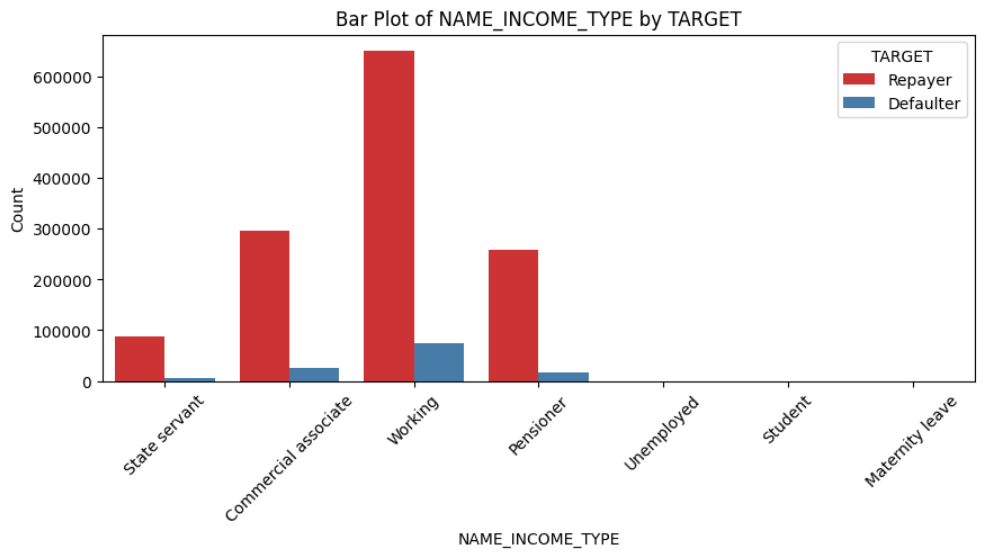 Bar Plot of NAME_INCOME_TYPE by TARGET
TARGET
Repayer
Defaulter
600000
500000
400000
300000
200000
100000
0
Count
State servant
Commercial associate
Working
Pensioner
Unemployed
Student
Maternity leave
NAME_INCOME_TYPE